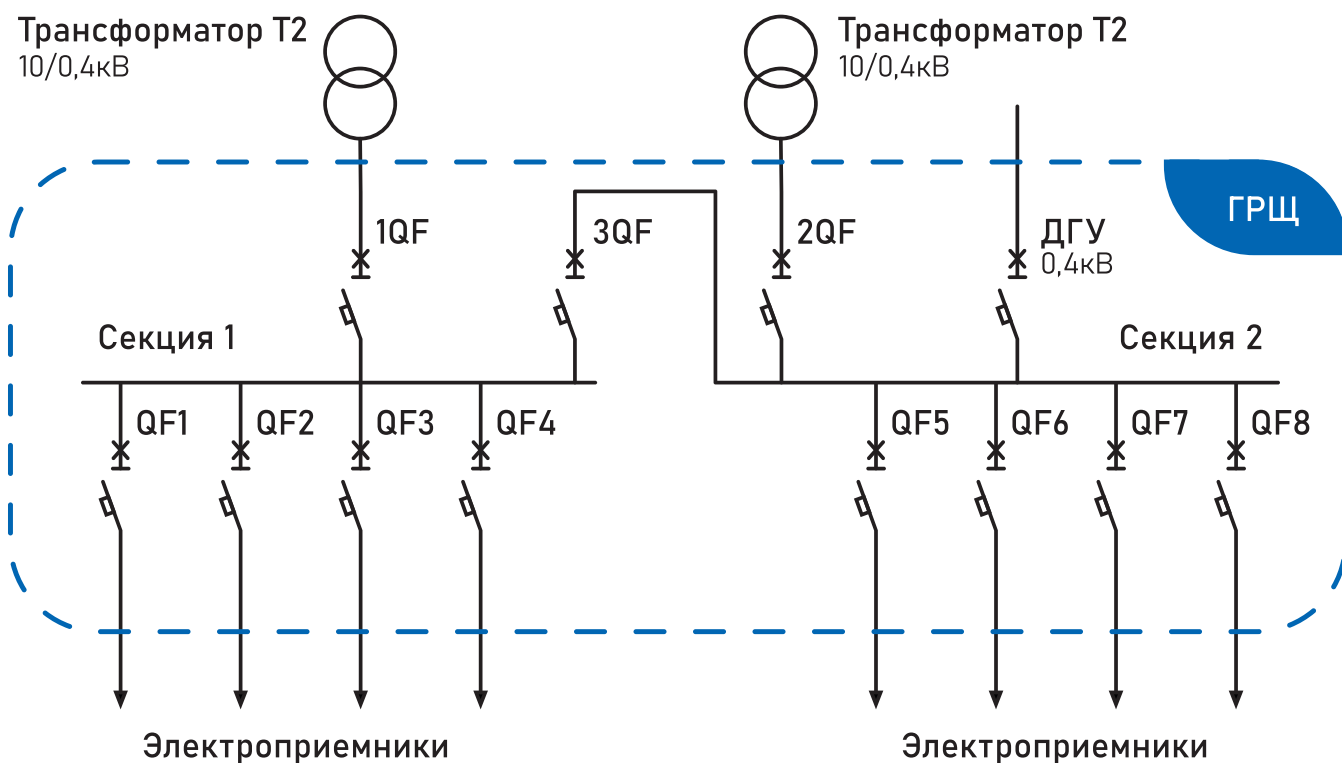 Трансформатор Т2
10/0,4кВ
Трансформатор Т2
10/0,4кВ
ГРЩ
1QF
3QF
2QF
ДГУ
0,4кВ
Секция 1
Секция 2
QF1
QF2
QF3
QF4
QF5
QF6
QF7
QF8
Электроприемники
Электроприемники